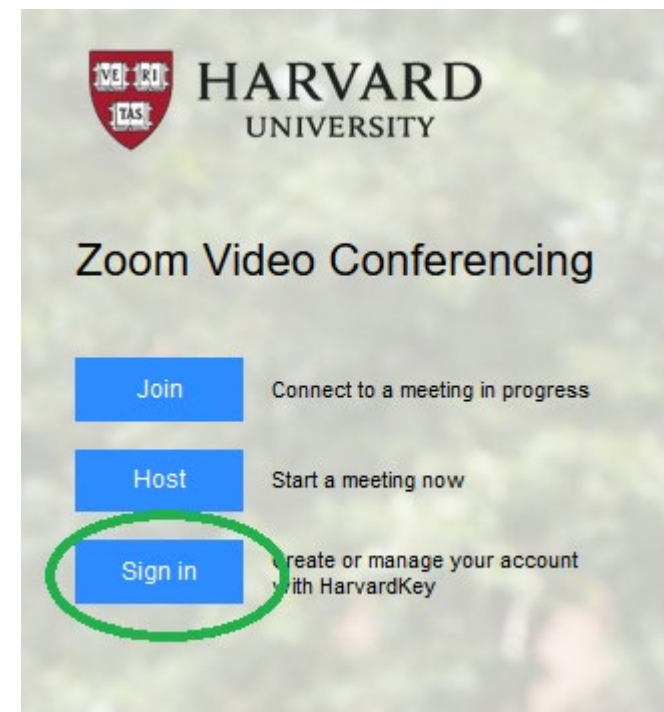 VE RI
TAS
HARVARD
UNIVERSITY
Zoom Video Conferencing
Join Connect to a meeting in progress
Host Start a meeting now
Sign in Create or manage your account
with HarvardKey